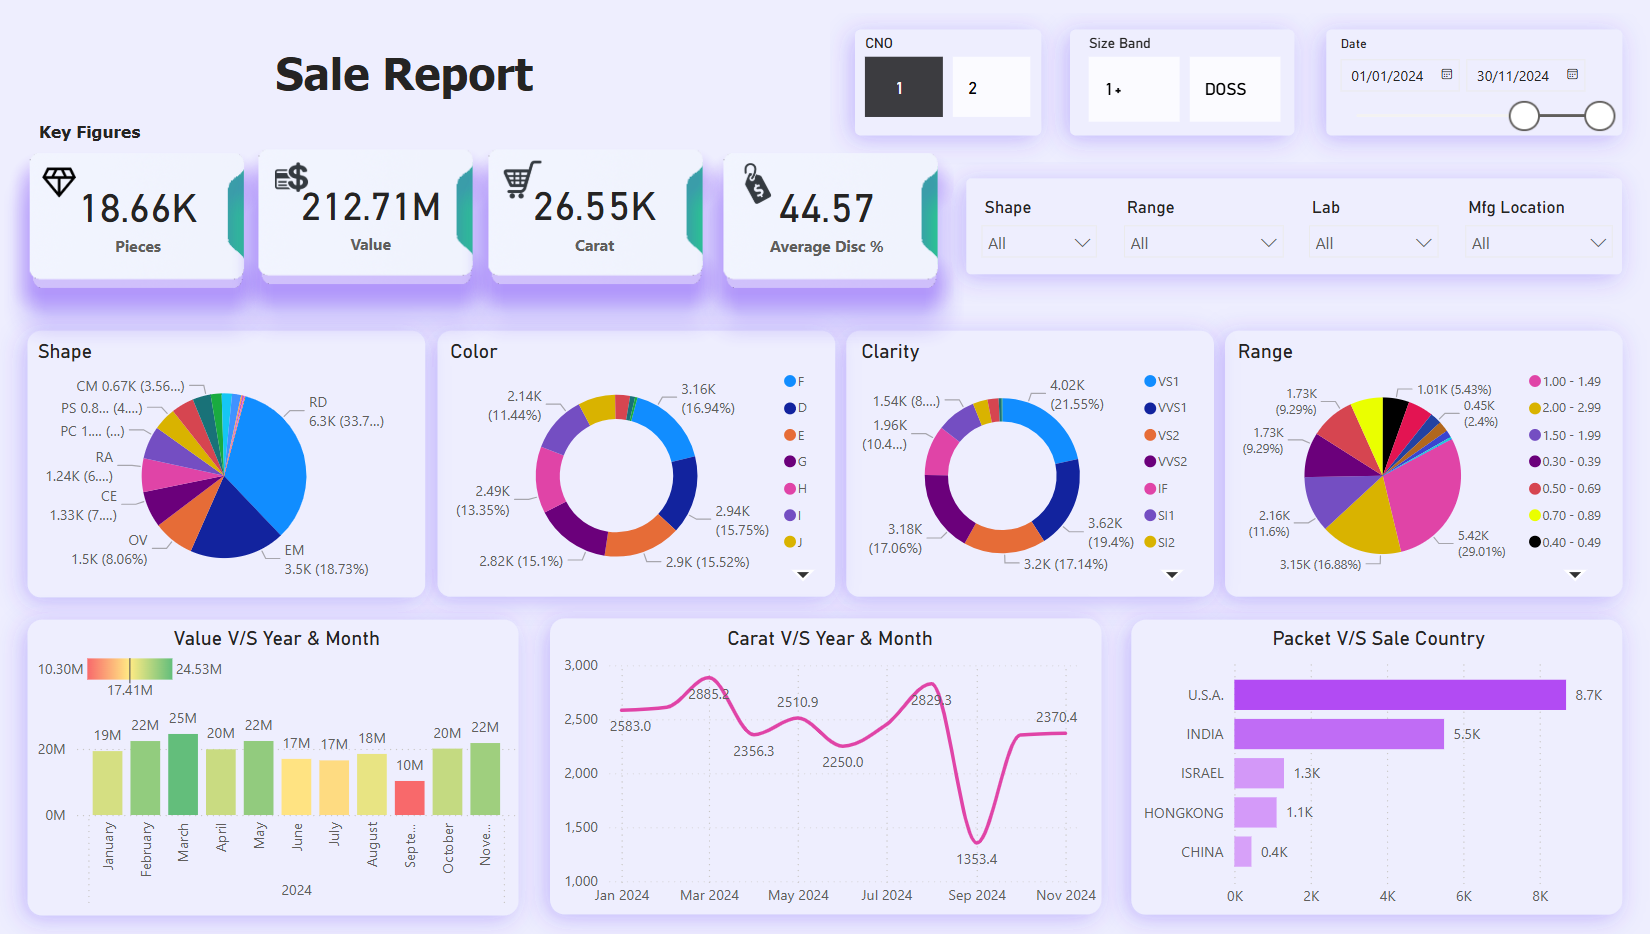 Sale Report
CNO
1
2
Size Band
1+
DOSS
Date
01/01/2024
30/11/2024
Key Figures
18.66K
Pieces
212.71M
Value
26.55K
Carat
44.57
Average Disc %
Shape
All
Range
All
Lab
All
Mfg Location
All
Shape
CM 0.67K (3.56...)
PS 0.8... (4....)
PC 1.... (...)
RA
1.24K (6....)
CE
1.33K (7....)
OV
1.5K (8.06%)
RD
6.3K (33.7...)
EM
3.5K (18.73%)
Color
2.14K
(11.44%)
2.49K
(13.35%)
2.82K (15.1%)
3.16K
(16.94%)
2.94K
(15.75%)
2.9K (15.52%)
F
D
E
G
H
I
J
Clarity
1.54K (8....)
1.96K
(10.4...)
3.18K
(17.06%)
4.02K
(21.55%)
3.62K
(19.4%)
3.2K (17.14%)
VS1
VVS1
VS2
VVS2
IF
SI1
SI2
Range
1.73K
(9.29%)
1.73K
(9.29%)
2.16K
(11.6%)
3.15K (16.88%)
1.01K (5.43%)
0.45K
(2.4%)
5.42K
(29.01%)
1.00 - 1.49
2.00 - 2.99
1.50 - 1.99
0.30 - 0.39
0.50 - 0.69
0.70 - 0.89
0.40 - 0.49
Value V/S Year & Month
10.30M
24.53M
17.41M
20M
0M
19M
22M
25M
20M
22M
17M
17M
18M
10M
20M
22M
January
February
March
April
May
June
July
August
Septe...
October
Nove...
2024
Carat V/S Year & Month
3,000
2,500
2,000
1,500
1,000
2583.0
2885.2
2356.3
2510.9
2250.0
2829.3
1353.4
2370.4
Jan 2024
Mar 2024
May 2024
Jul 2024
Sep 2024
Nov 2024
Packet V/S Sale Country
U.S.A.
8.7K
INDIA
5.5K
ISRAEL
1.3K
HONGKONG
1.1K
CHINA
0.4K
0K
2K
4K
6K
8K